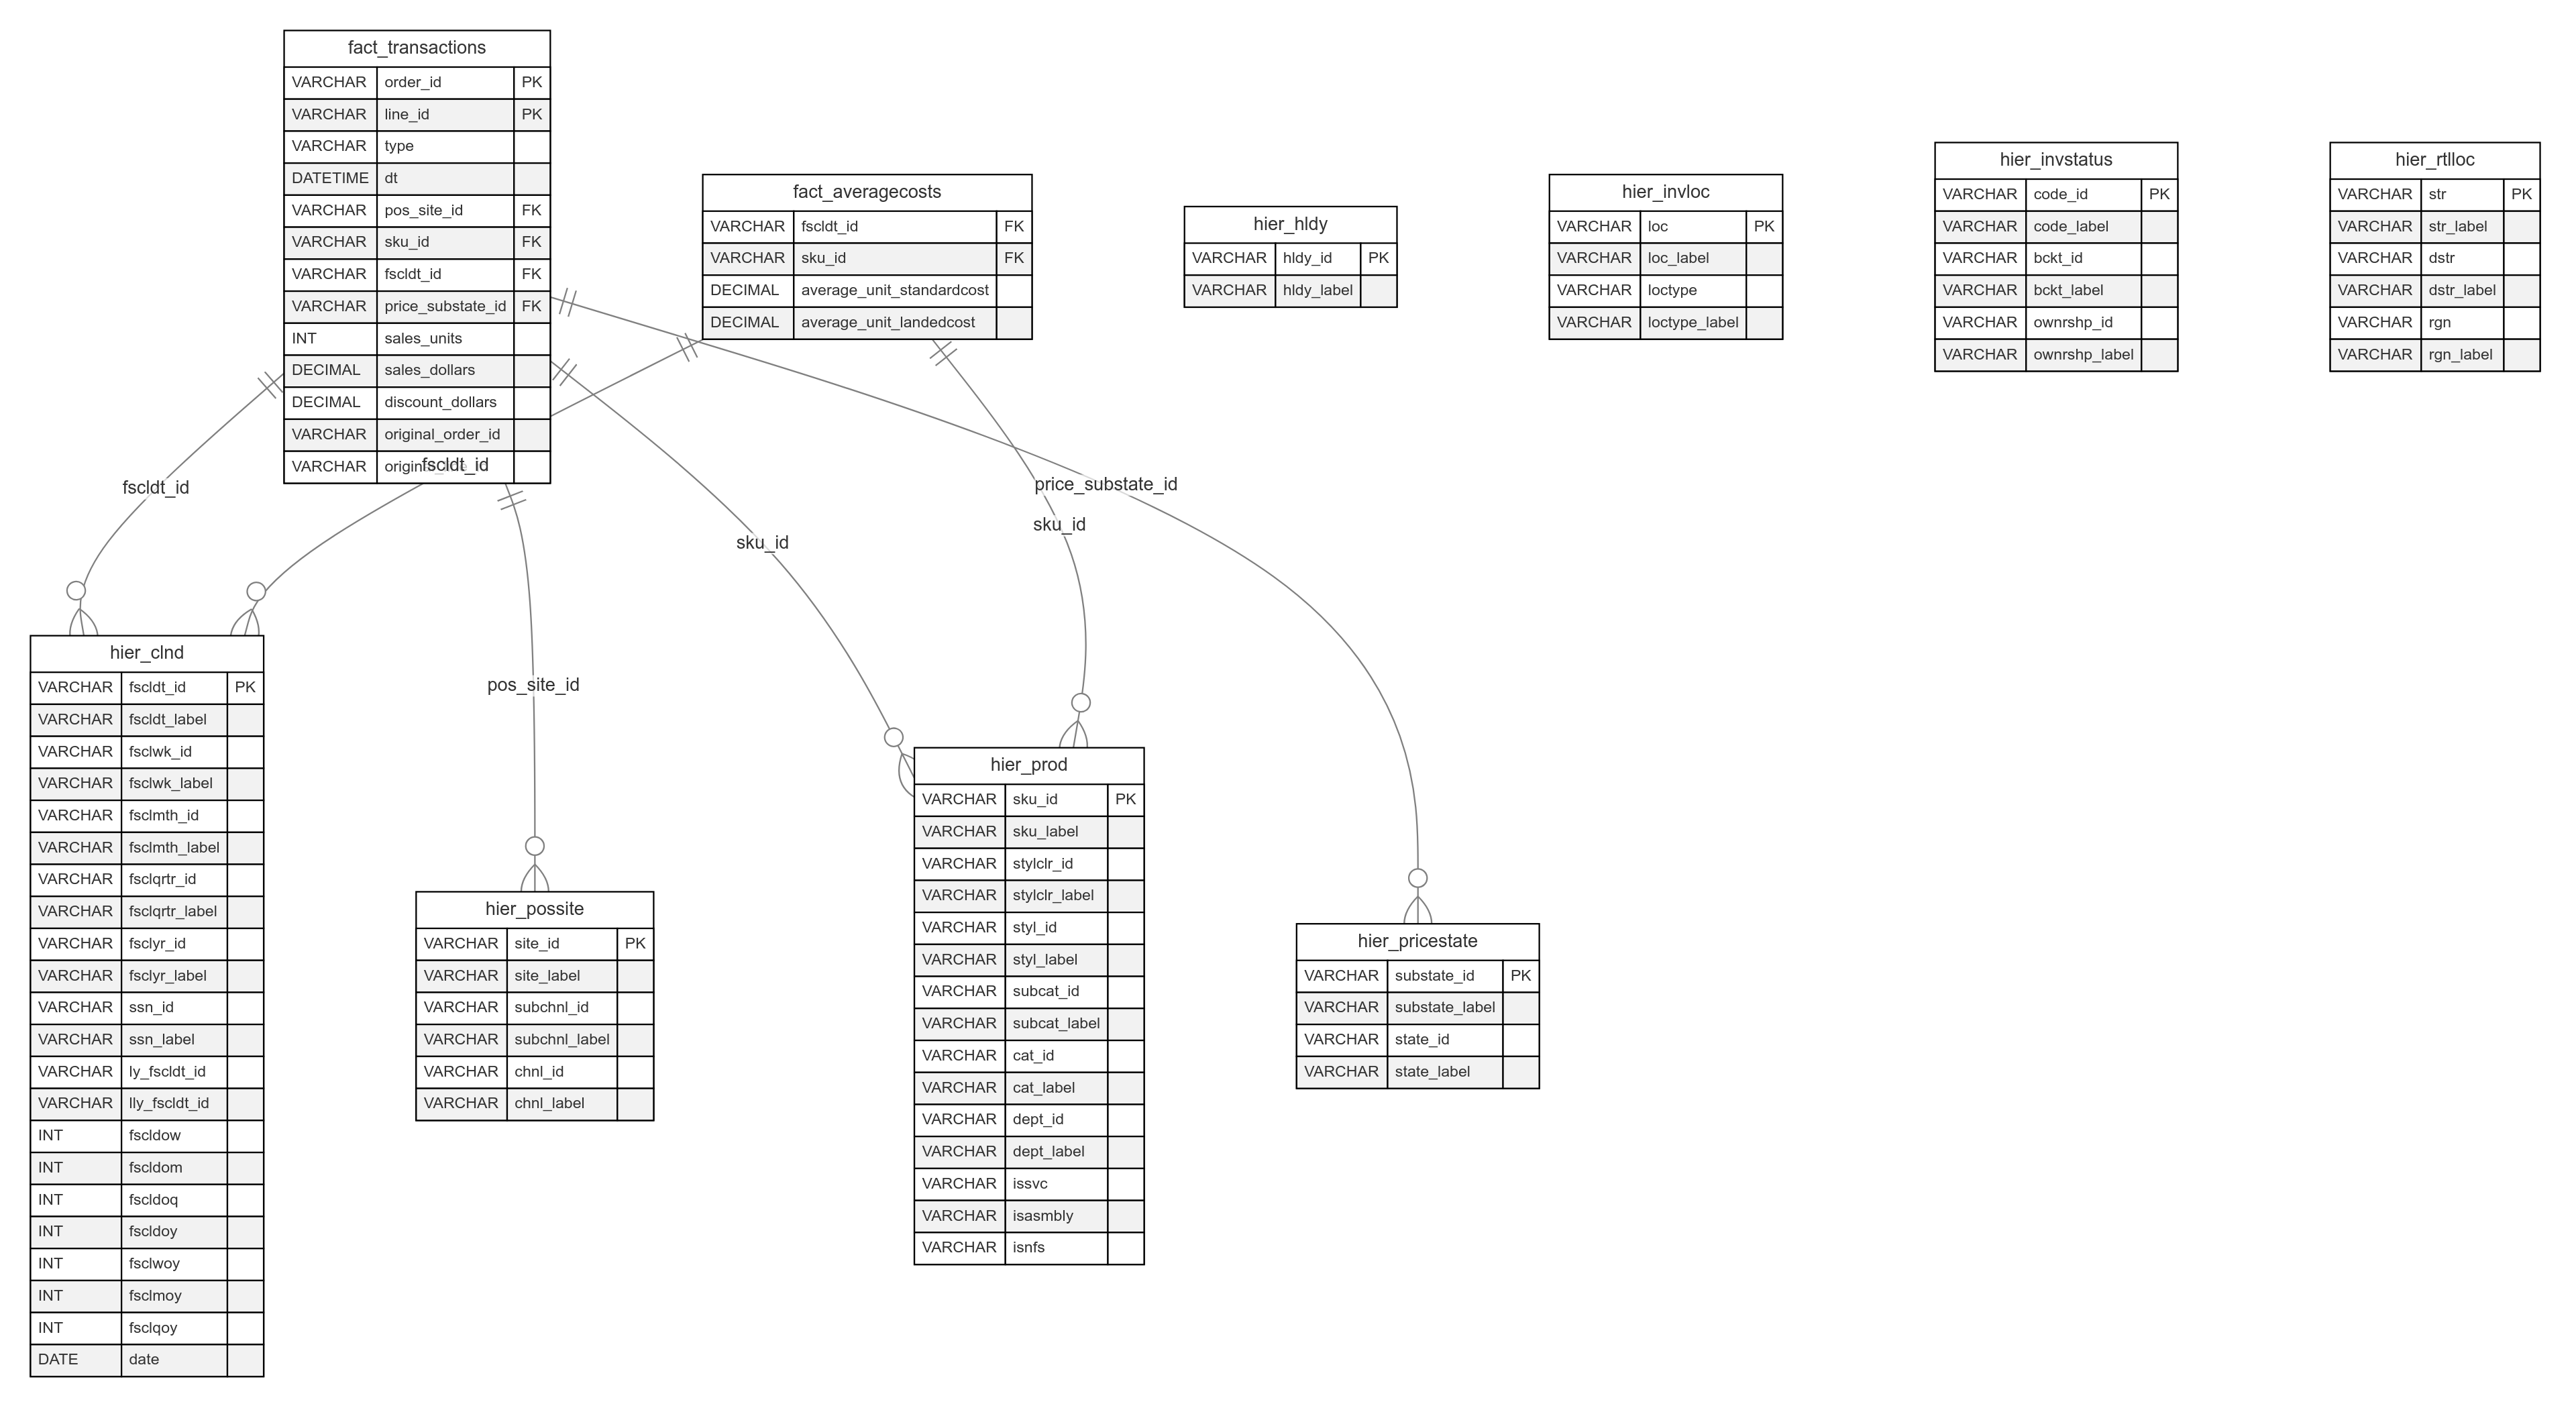 fact_transactions
VARCHAR order_id PK
VARCHAR line_id PK
VARCHAR type
DATETIME dt
VARCHAR pos_site_id FK
VARCHAR sku_id FK
VARCHAR fscldt_id FK
VARCHAR price_substate_id FK
INT sales_units
DECIMAL sales_dollars
DECIMAL discount_dollars
VARCHAR original_order_id
VARCHAR
fact_averagecosts
VARCHAR fscldt_id FK
VARCHAR sku_id FK
DECIMAL average_unit_standardcost
DECIMAL average_unit_landedcost
hier_hldy
VARCHAR hldy_id PK
VARCHAR hldy_label
hier_invloc
VARCHAR loc PK
VARCHAR loc_label
VARCHAR loctype
VARCHAR loctype_label
hier_invstatus
VARCHAR code_id PK
VARCHAR code_label
VARCHAR bckt_id
VARCHAR bckt_label
VARCHAR ownrshp_id
VARCHAR ownrshp_label
hier_rtlloc
VARCHAR str PK
VARCHAR str_label
VARCHAR dstr
VARCHAR dstr_label
VARCHAR rgn
VARCHAR rgn_label
fscldt_id
fscldt_id
pos_site_id
sku_id
sku_id
price_substate_id
hier_clnd
VARCHAR fscldt_id PK
VARCHAR fscldt_label
VARCHAR fsclwk_id
VARCHAR fsclwk_label
VARCHAR fsclmth_id
VARCHAR fsclmth_label
VARCHAR fsclqrtr_id
VARCHAR fsclqrtr_label
VARCHAR fsclyr_id
VARCHAR fsclyr_label
VARCHAR ssn_id
VARCHAR ssn_label
VARCHAR ly_fscldt_id
VARCHAR lly_fscldt_id
INT fscldow
INT fscldom
INT fscldoq
INT fscldoy
INT fsclwoy
INT fsclmoy
INT fsclqoy
DATE date
hier_possite
VARCHAR site_id PK
VARCHAR site_label
VARCHAR subchnl_id
VARCHAR subchnl_label
VARCHAR chnl_id
VARCHAR chnl_label
hier_prod
VARCHAR sku_id PK
VARCHAR sku_label
VARCHAR stylclr_id
VARCHAR stylclr_label
VARCHAR styl_id
VARCHAR styl_label
VARCHAR subcat_id
VARCHAR subcat_label
VARCHAR cat_id
VARCHAR cat_label
VARCHAR dept_id
VARCHAR dept_label
VARCHAR issvc
VARCHAR isasmbly
VARCHAR isnfs
hier_pricestate
VARCHAR substate_id PK
VARCHAR substate_label
VARCHAR state_id
VARCHAR state_label